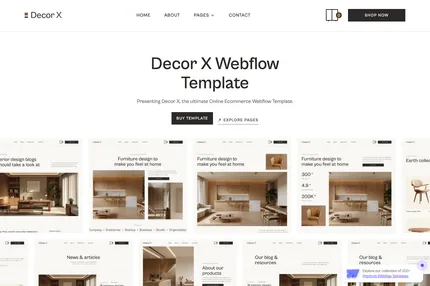 Decor X
HOME
ABOUT
PAGES
CONTACT
0
SHOP NOW
Decor X Webflow
Template
Presenting Decor X, the ultimate Online Ecommerce Webflow Template.
BUY TEMPLATE
↗ EXPLORE PAGES
erior design blogs
hould take a look at
Furniture design to
make you feel at home
Furniture design to
make you feel at home
Furniture design to
make you feel at home
300
4.9
200K
Earth collec
News & articles
About our
products
Our blog &
resources
Our blog &
resources
Explore our collection of 200+
Premium Webflow Templates